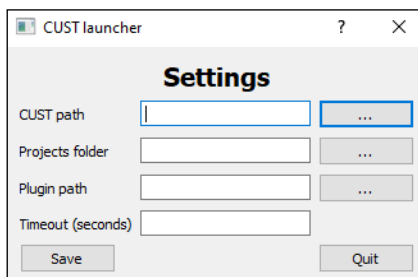 CUST launcher ?
Settings
CUST path ...
Projects folder ...
Plugin path ...
Timeout (seconds)
Save Quit